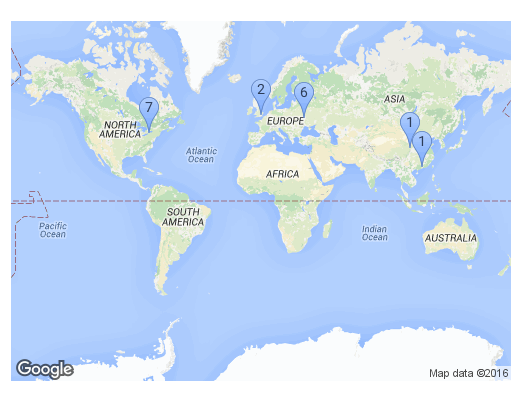 2
6
7
1
1
NORTH
AMERICA
EUROPE
ASIA
Atlantic
Ocean
AFRICA
SOUTH
AMERICA
Pacific
Ocean
Indian
Ocean
AUSTRALIA
Google
Map data ©2016